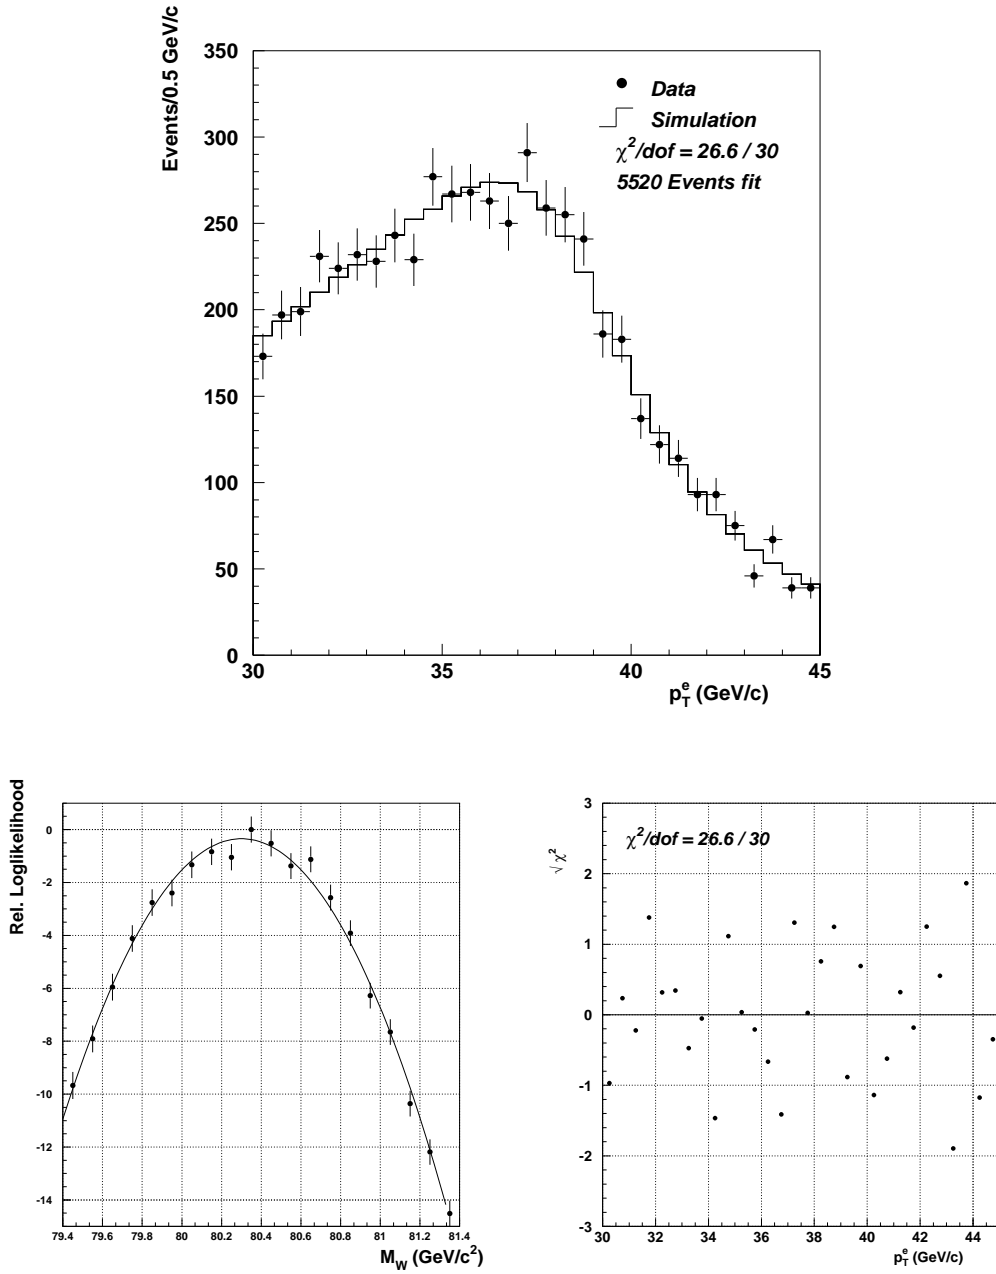 Events/0.5 GeV/c
350
300
250
200
150
100
50
0
Data
Simulation
χ²/dof = 26.6 / 30
5520 Events fit
30
35
40
45
p_T^e (GeV/c)
Rel. Loglikelihood
0
-2
-4
-6
-8
-10
-12
-14
79.4 79.6 79.8 80 80.2 80.4 80.6 80.8 81 81.2 81.4
M_W (GeV/c²)
√χ²
3
2
1
0
-1
-2
-3
χ²/dof = 26.6 / 30
30 32 34 36 38 40 42 44
p_T^e (GeV/c)